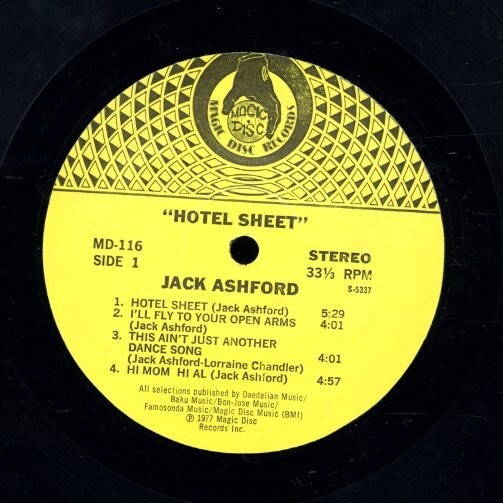 MAGIC DISC
MAGIC DISC RECORDS
"HOTEL SHEET"
MD-116
SIDE 1
STEREO
33⅓ RPM
S-5337
JACK ASHFORD
1. HOTEL SHEET (Jack Ashford) 5:29
2. I'LL FLY TO YOUR OPEN ARMS 4:01
(Jack Ashford)
3. THIS AIN'T JUST ANOTHER
DANCE SONG 4:01
(Jack Ashford-Lorraine Chandler)
4. HI MOM HI AL (Jack Ashford) 4:57
All selections published by Daedalian Music/
Baku Music/Bon-Jose Music/
Famosonda Music/Magic Disc Music (BMI)
℗ 1977 Magic Disc
Records Inc.